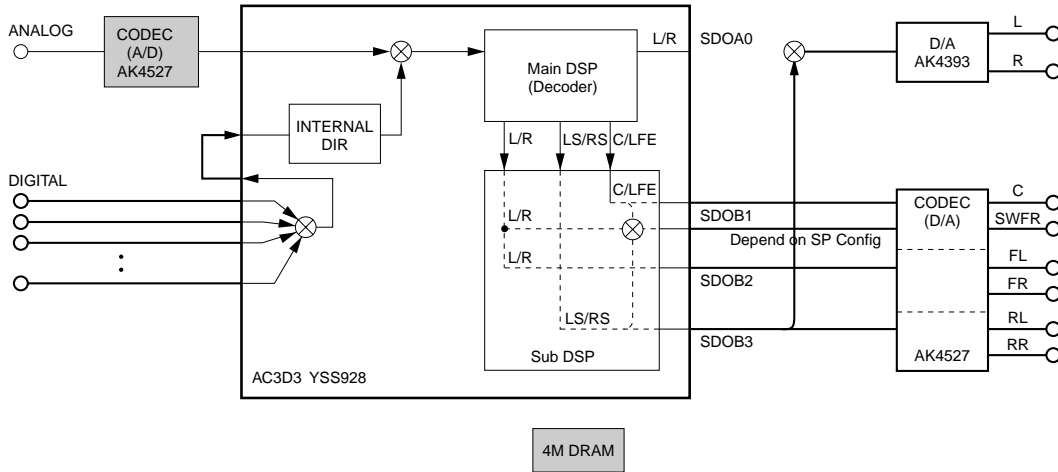 ANALOG
CODEC
(A/D)
AK4527
L/R
SDOA0
D/A
AK4393
L
R
Main DSP
(Decoder)
INTERNAL
DIR
L/R
LS/RS
C/LFE
DIGITAL
C/LFE
L/R
L/R
LS/RS
Sub DSP
SDOB1
Depend on SP Config
SDOB2
SDOB3
CODEC
(D/A)
AK4527
C
SWFR
FL
FR
RL
RR
:
AC3D3 YSS928
4M DRAM